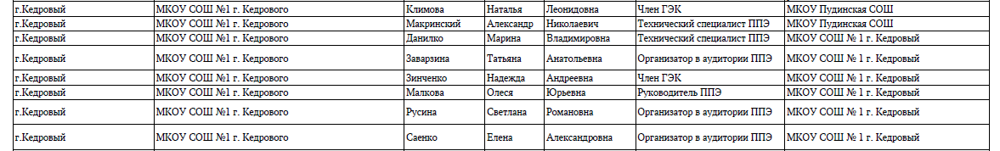 г.Кедровый МКОУ СОШ №1 г. Кедрового Климова Наталья Леонидовна Член ГЭК МКОУ Пудинская СОШ
г.Кедровый МКОУ СОШ №1 г. Кедрового Макринский Александр Николаевич Технический специалист ППЭ МКОУ Пудинская СОШ
г.Кедровый МКОУ СОШ №1 г. Кедрового Данилко Марина Владимировна Технический специалист ППЭ МКОУ СОШ № 1 г. Кедровый
г.Кедровый МКОУ СОШ №1 г. Кедрового Заварзина Татьяна Анатольевна Организатор в аудитории ППЭ МКОУ СОШ № 1 г. Кедровый
г.Кедровый МКОУ СОШ №1 г. Кедрового Зинченко Надежда Андреевна Член ГЭК МКОУ СОШ № 1 г. Кедровый
г.Кедровый МКОУ СОШ №1 г. Кедрового Малкова Олеся Юрьевна Руководитель ППЭ МКОУ СОШ № 1 г. Кедровый
г.Кедровый МКОУ СОШ №1 г. Кедрового Русина Светлана Романовна Организатор в аудитории ППЭ МКОУ СОШ № 1 г. Кедровый
г.Кедровый МКОУ СОШ №1 г. Кедрового Саенко Елена Александровна Организатор в аудитории ППЭ МКОУ СОШ № 1 г. Кедровый